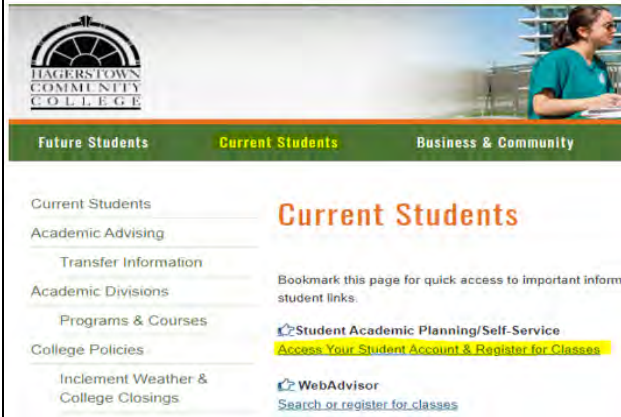 HAGERSTOWN
COMMUNITY
COLLEGE
Future Students
Current Students
Business & Community
Current Students
Academic Advising
Transfer Information
Academic Divisions
Programs & Courses
College Policies
Inclement Weather &
College Closings
Current Students
Bookmark this page for quick access to important inform
student links.
Student Academic Planning/Self-Service
Access Your Student Account & Register for Classes
WebAdvisor
Search or register for classes